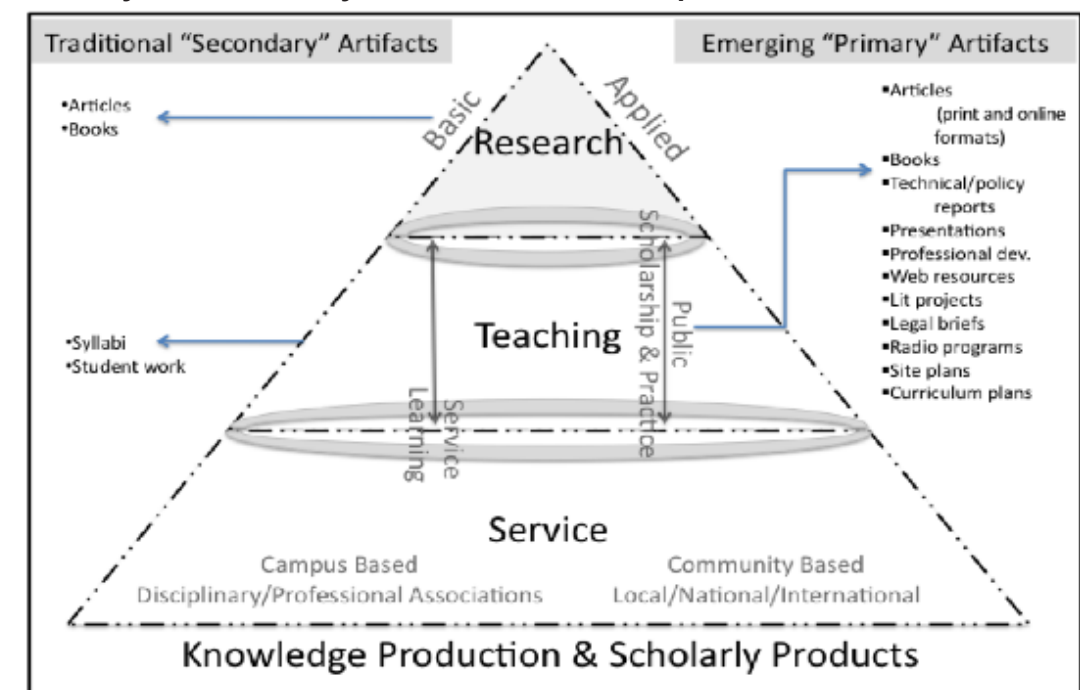 Traditional “Secondary” Artifacts
Emerging “Primary” Artifacts
•Articles
•Books
Basic
Applied
Research
▪Articles
(print and online
formats)
▪Books
▪Technical/policy
reports
▪Presentations
▪Professional dev.
▪Web resources
▪Lit projects
▪Legal briefs
▪Radio programs
▪Site plans
▪Curriculum plans
•Syllabi
•Student work
Teaching
Service
Learning
Public
Scholarship & Practice
Service
Campus Based
Disciplinary/Professional Associations
Community Based
Local/National/International
Knowledge Production & Scholarly Products